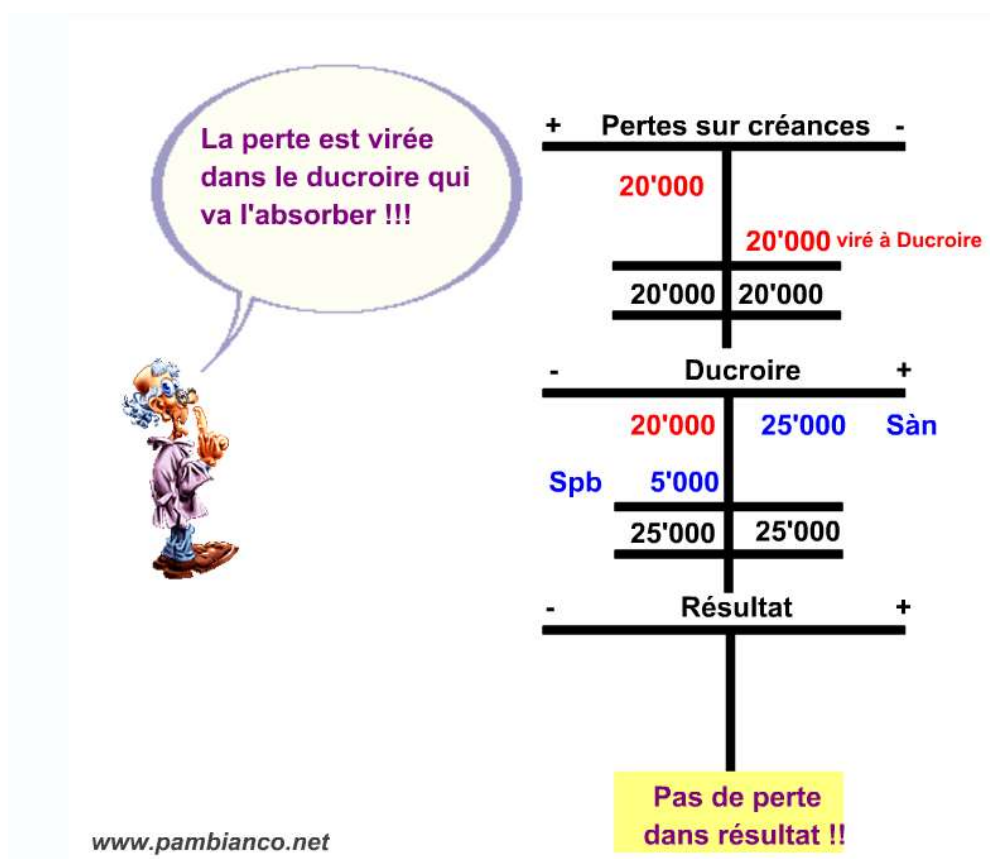 La perte est virée
dans le ducroire qui
va l'absorber !!!
+ Pertes sur créances -
20'000
20'000 viré à Ducroire
20'000 20'000
- Ducroire +
20'000 25'000 Sàn
Spb 5'000
25'000 25'000
- Résultat +
Pas de perte
dans résultat !!
www.pambianco.net